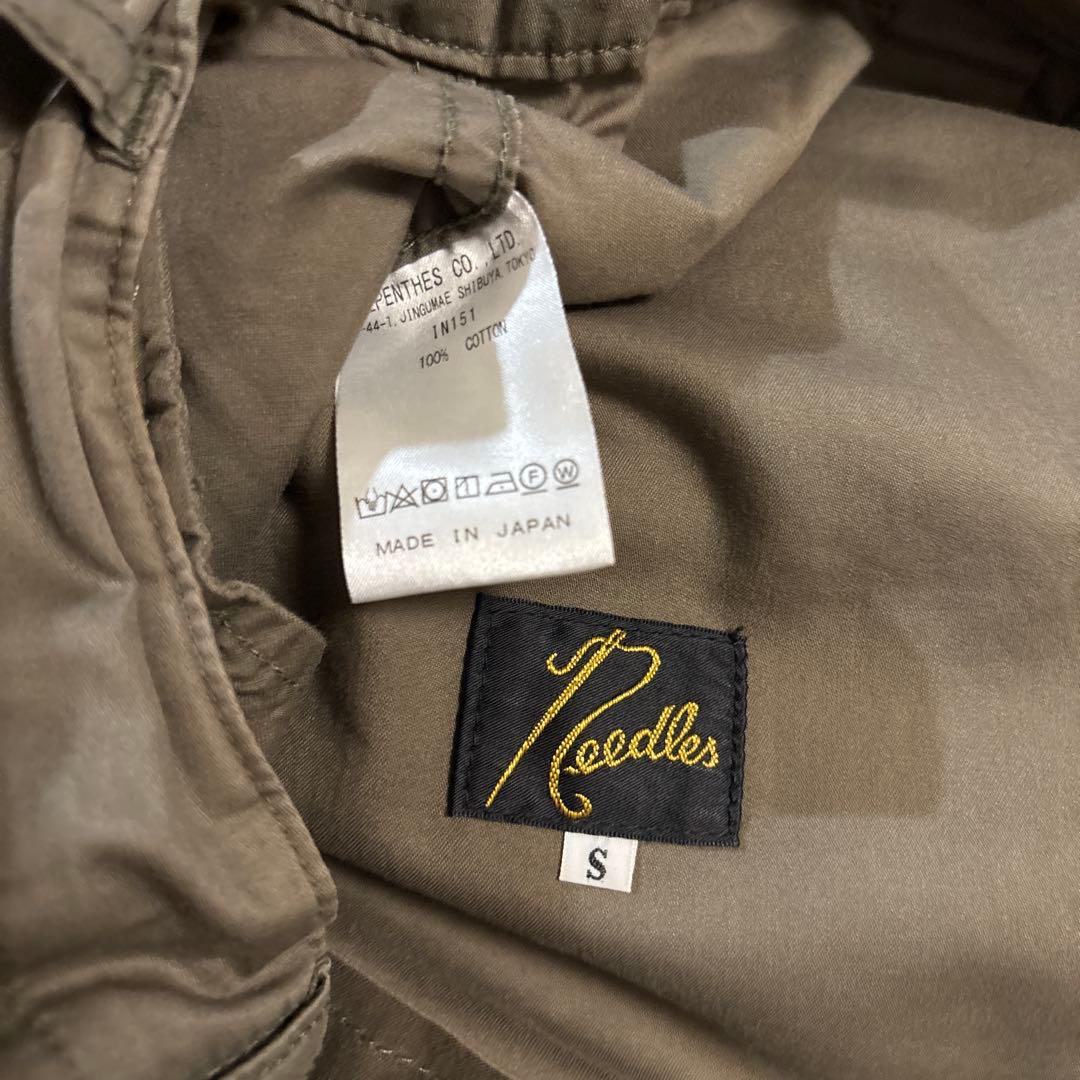 EPENTHES CO.,LTD.
-44-1, JINGUMAE SHIBUYA TOKYO
IN151
100% COTTON
F W
MADE IN JAPAN
Needles
S